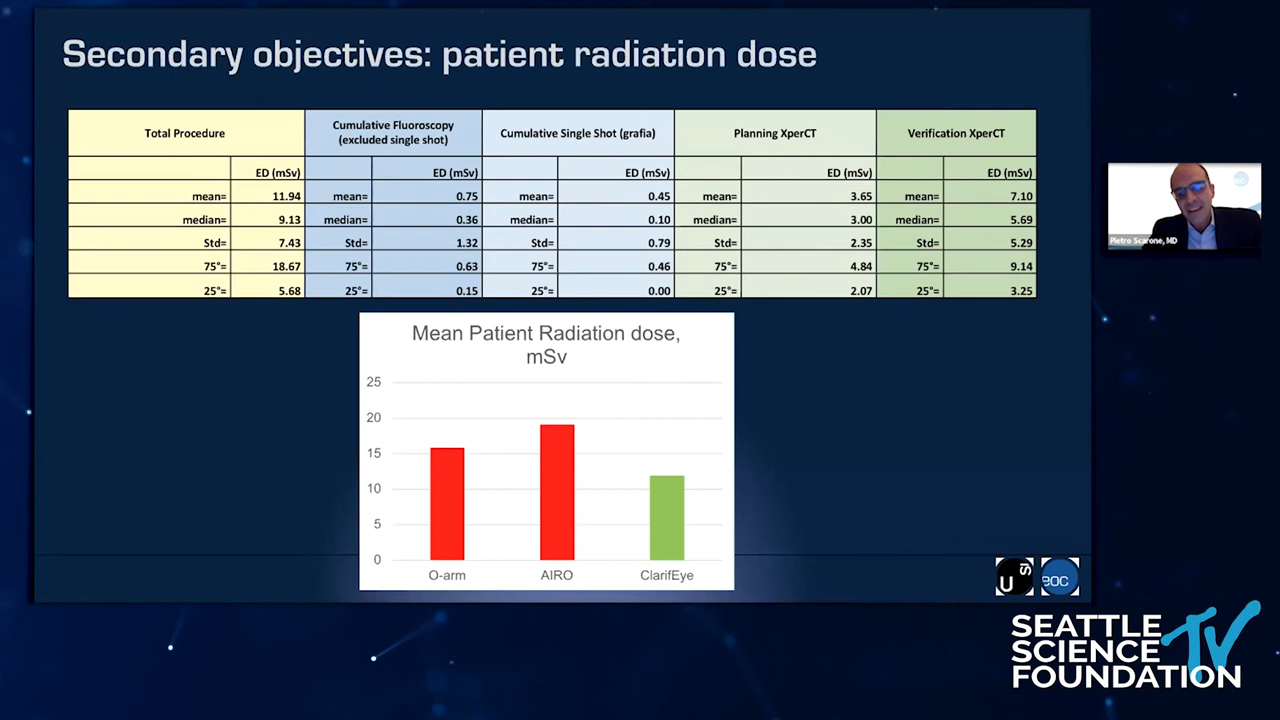 Secondary objectives: patient radiation dose
Total Procedure
Cumulative Fluoroscopy
(excluded single shot)
Cumulative Single Shot (grafia)
Planning XperCT
Verification XperCT
ED (mSv) ED (mSv) ED (mSv) ED (mSv) ED (mSv)
mean= 11.94 mean= 0.75 mean= 0.45 mean= 3.65 mean= 7.10
median= 9.13 median= 0.36 median= 0.10 median= 3.00 median= 5.69
Std= 7.43 Std= 1.32 Std= 0.79 Std= 2.35 Std= 5.29
75°= 18.67 75°= 0.63 75°= 0.46 75°= 4.84 75°= 9.14
25°= 5.68 25°= 0.15 25°= 0.00 25°= 2.07 25°= 3.25
Mean Patient Radiation dose,
mSv
25
20
15
10
5
0
O-arm AIRO ClarifEye
Pietro Scarone, MD
USI
eoc
SEATTLE
SCIENCE TV
FOUNDATION